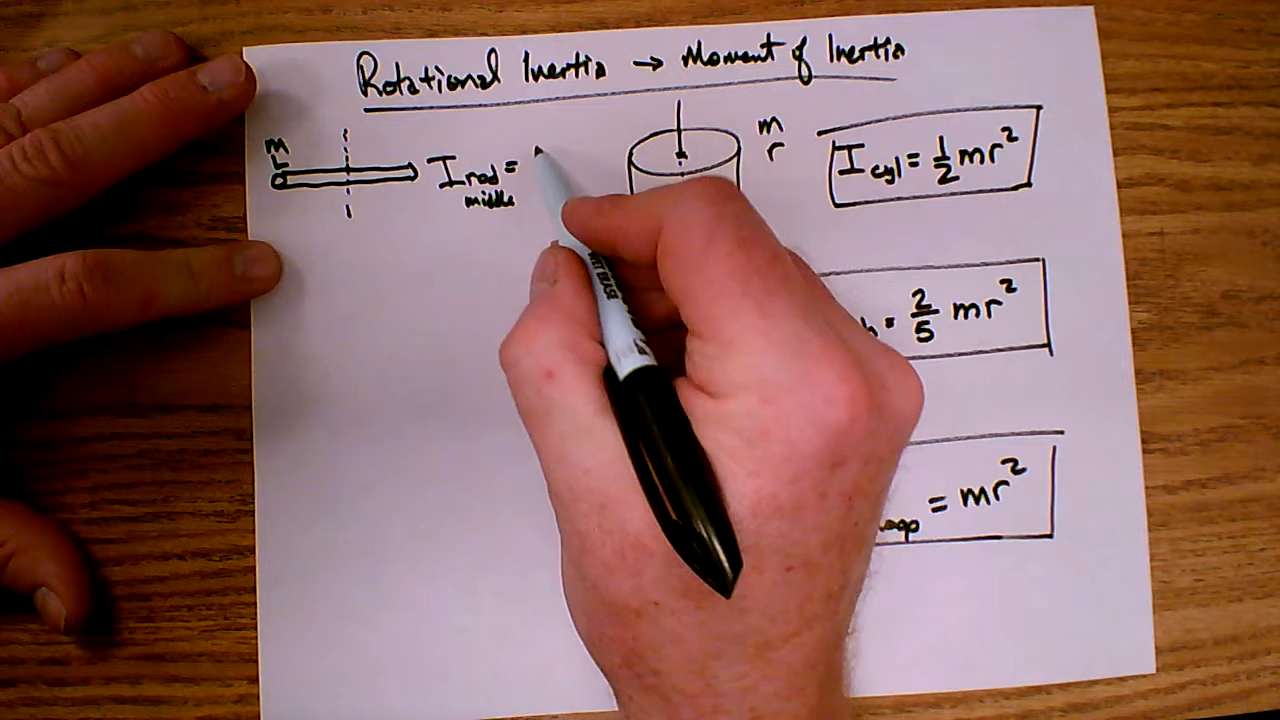 Rotational Inertia → Moment of Inertia
m
L
I rod =
middle
m
r
I cyl = 1/2 mr²
= 2/5 mr²
= mr²